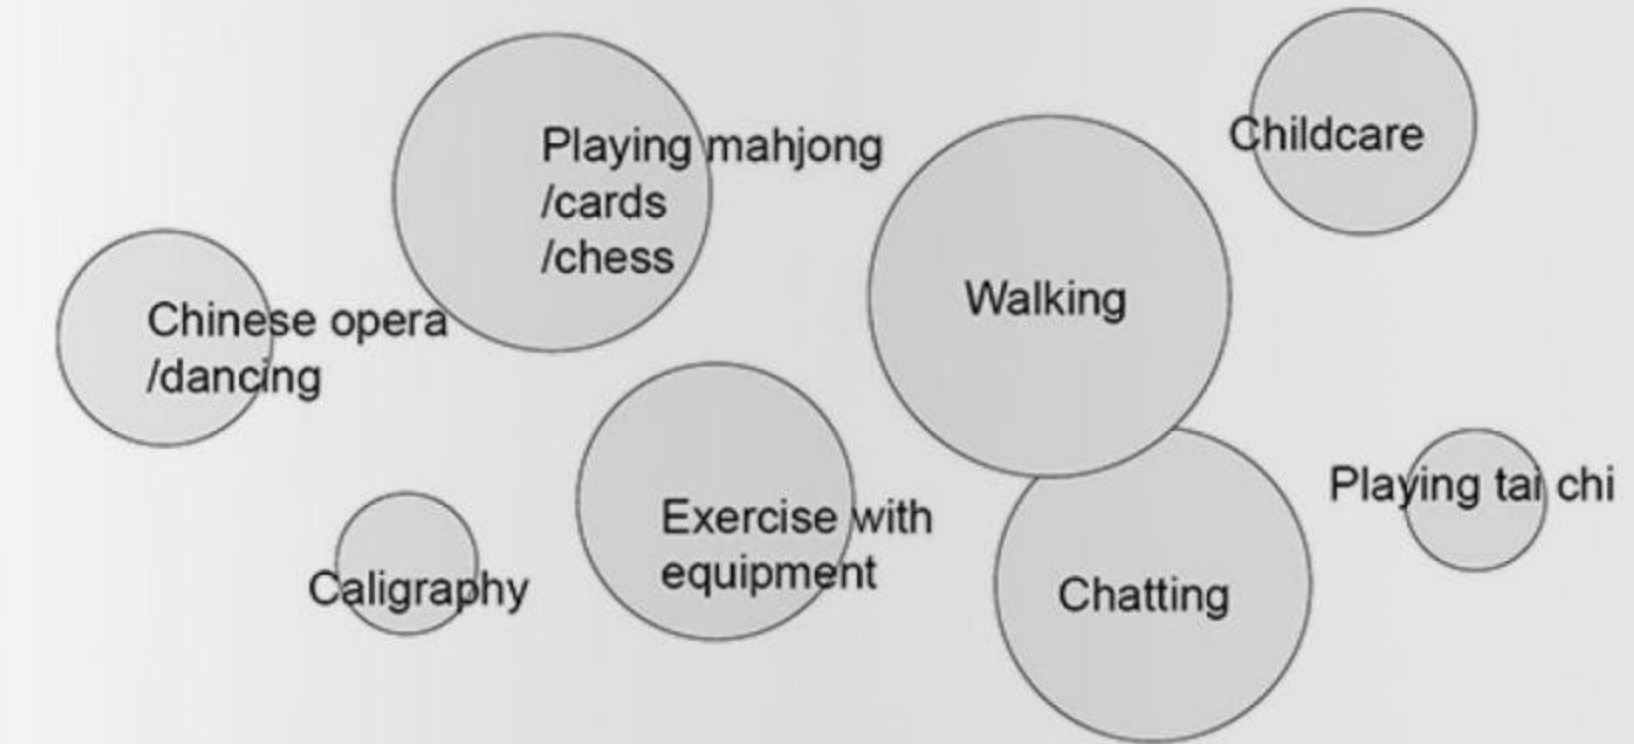 Childcare
Playing mahjong
/cards
/chess
Walking
Chinese opera
/dancing
Playing tai chi
Exercise with
equipment
Caligraphy
Chatting